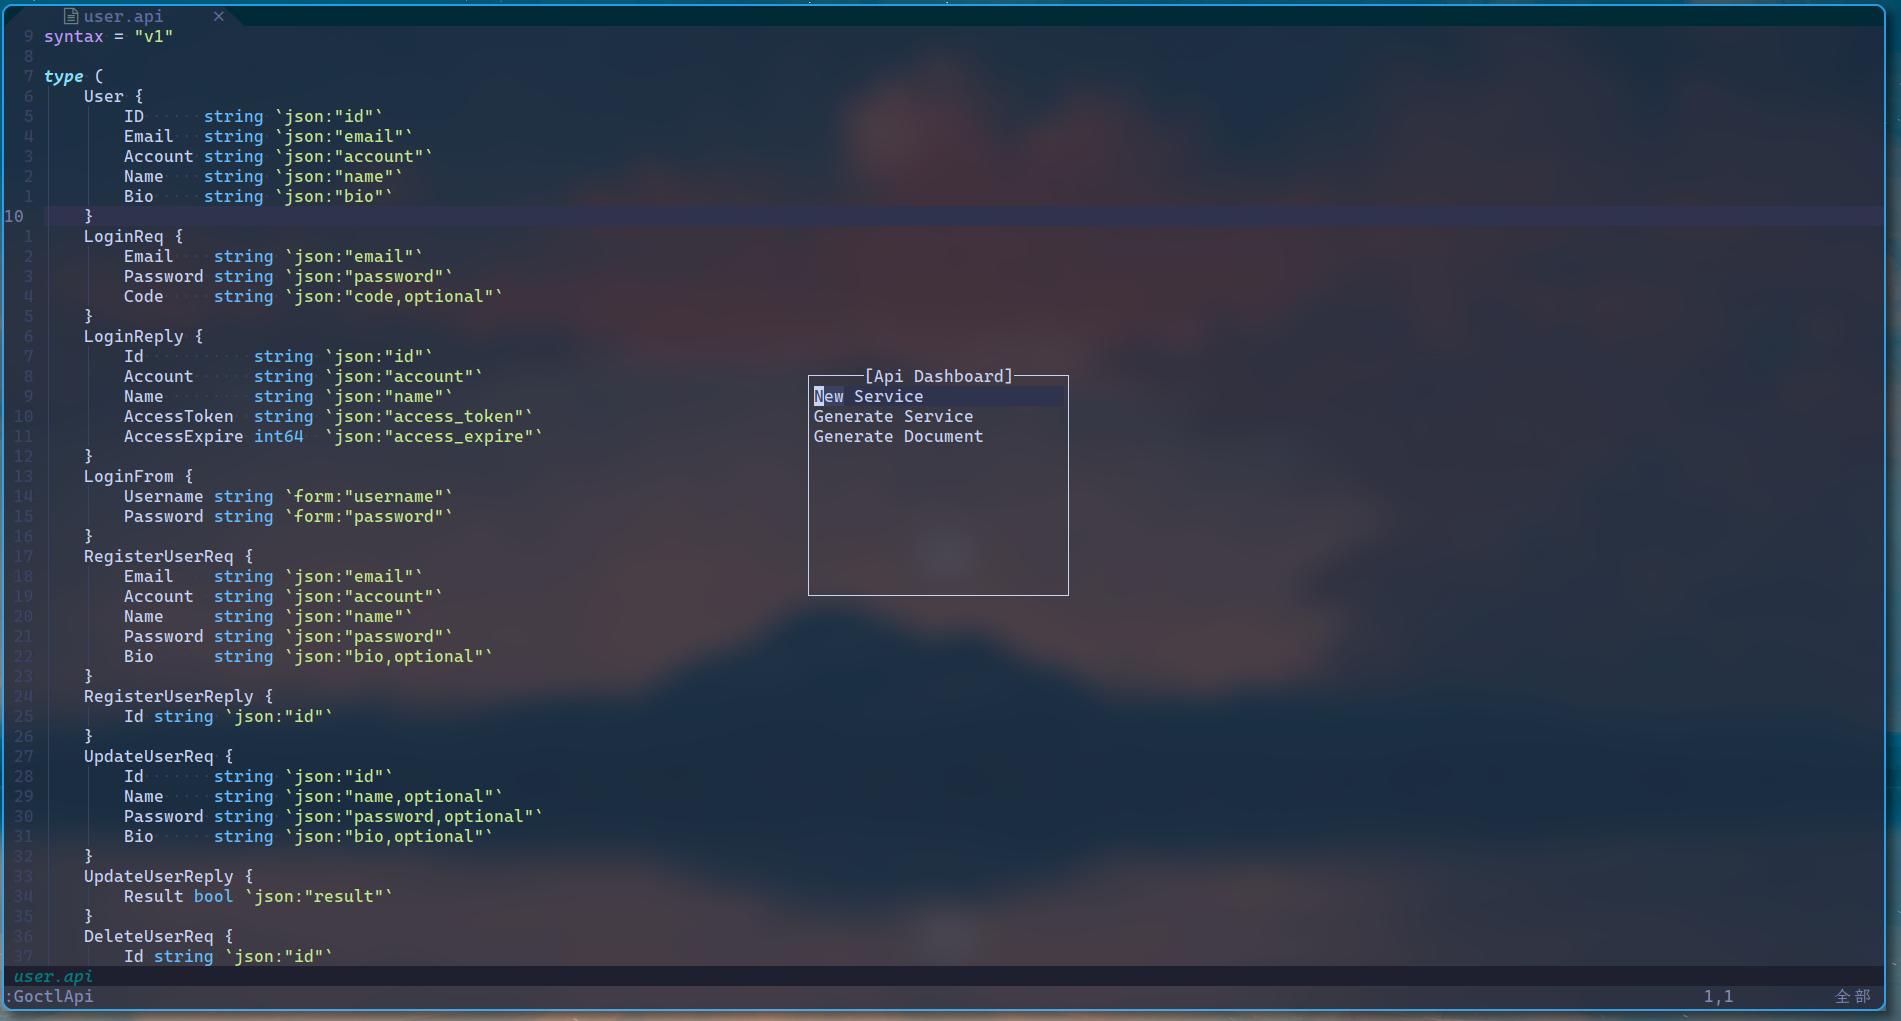 user.api ×
9 syntax = "v1"
8
7 type (
6 User {
5 ID string `json:"id"`
4 Email string `json:"email"`
3 Account string `json:"account"`
2 Name string `json:"name"`
1 Bio string `json:"bio"`
10 }
1 LoginReq {
2 Email string `json:"email"`
3 Password string `json:"password"`
4 Code string `json:"code,optional"`
5 }
6 LoginReply {
7 Id string `json:"id"`
8 Account string `json:"account"`
9 Name string `json:"name"`
10 AccessToken string `json:"access_token"`
11 AccessExpire int64 `json:"access_expire"`
12 }
13 LoginFrom {
14 Username string `form:"username"`
15 Password string `form:"password"`
16 }
17 RegisterUserReq {
18 Email string `json:"email"`
19 Account string `json:"account"`
20 Name string `json:"name"`
21 Password string `json:"password"`
22 Bio string `json:"bio,optional"`
23 }
24 RegisterUserReply {
25 Id string `json:"id"`
26 }
27 UpdateUserReq {
28 Id string `json:"id"`
29 Name string `json:"name,optional"`
30 Password string `json:"password,optional"`
31 Bio string `json:"bio,optional"`
32 }
33 UpdateUserReply {
34 Result bool `json:"result"`
35 }
36 DeleteUserReq {
37 Id string `json:"id"`
[Api Dashboard]
New Service
Generate Service
Generate Document
user.api
:GoctlApi 1,1 全部